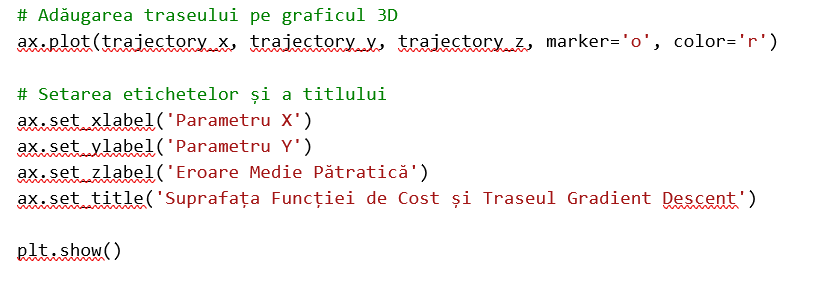 # Adăugarea traseului pe graficul 3D
ax.plot(trajectory_x, trajectory_y, trajectory_z, marker='o', color='r')
# Setarea etichetelor și a titlului
ax.set_xlabel('Parametru X')
ax.set_ylabel('Parametru Y')
ax.set_zlabel('Eroare Medie Pătratică')
ax.set_title('Suprafața Funcției de Cost și Traseul Gradient Descent')
plt.show()